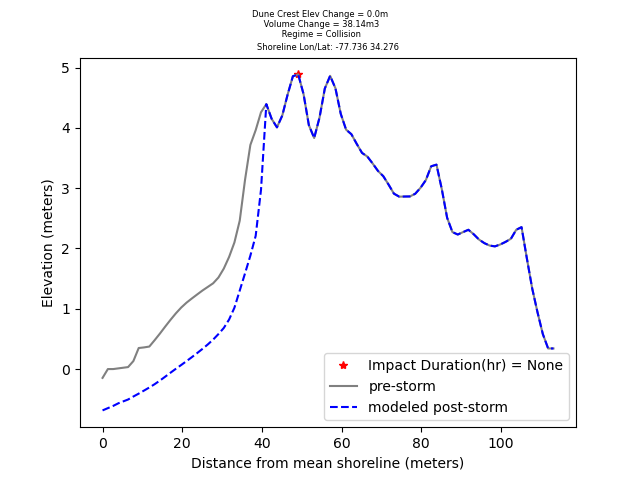 Dune Crest Elev Change = 0.0m
Volume Change = 38.14m3
Regime = Collision
Shoreline Lon/Lat: -77.736 34.276
5
4
3
2
1
0
Elevation (meters)
Impact Duration(hr) = None
pre-storm
modeled post-storm
0 20 40 60 80 100
Distance from mean shoreline (meters)